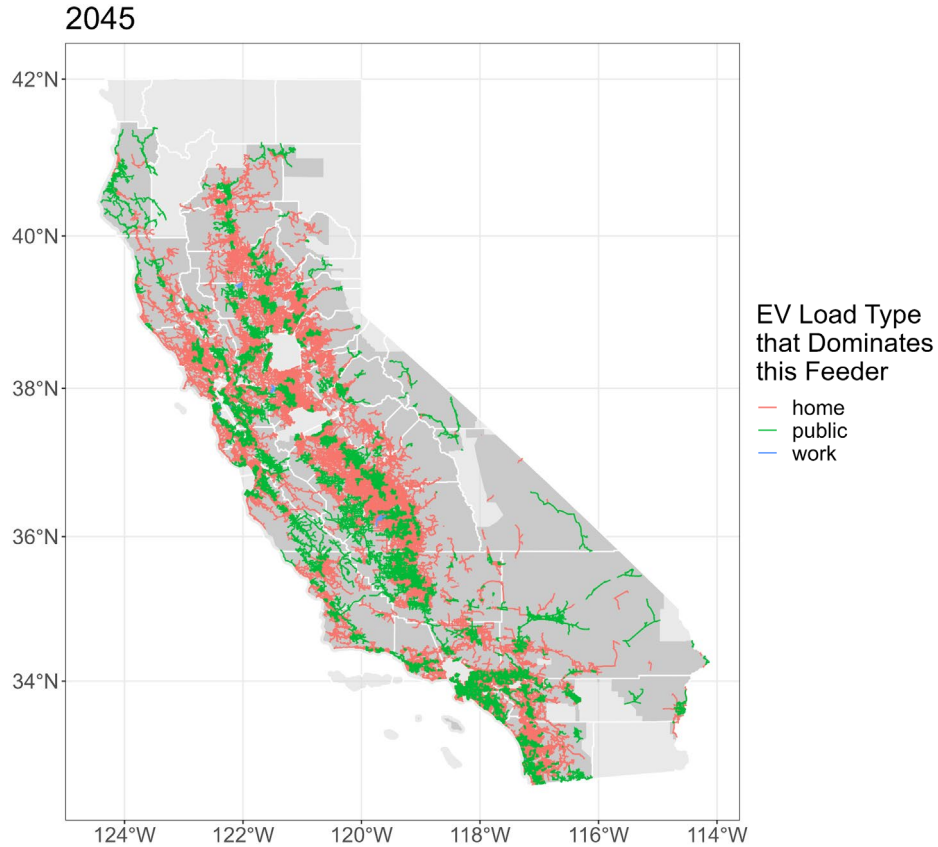 2045
42°N
40°N
38°N
36°N
34°N
124°W
122°W
120°W
118°W
116°W
114°W
EV Load Type
that Dominates
this Feeder
home
public
work